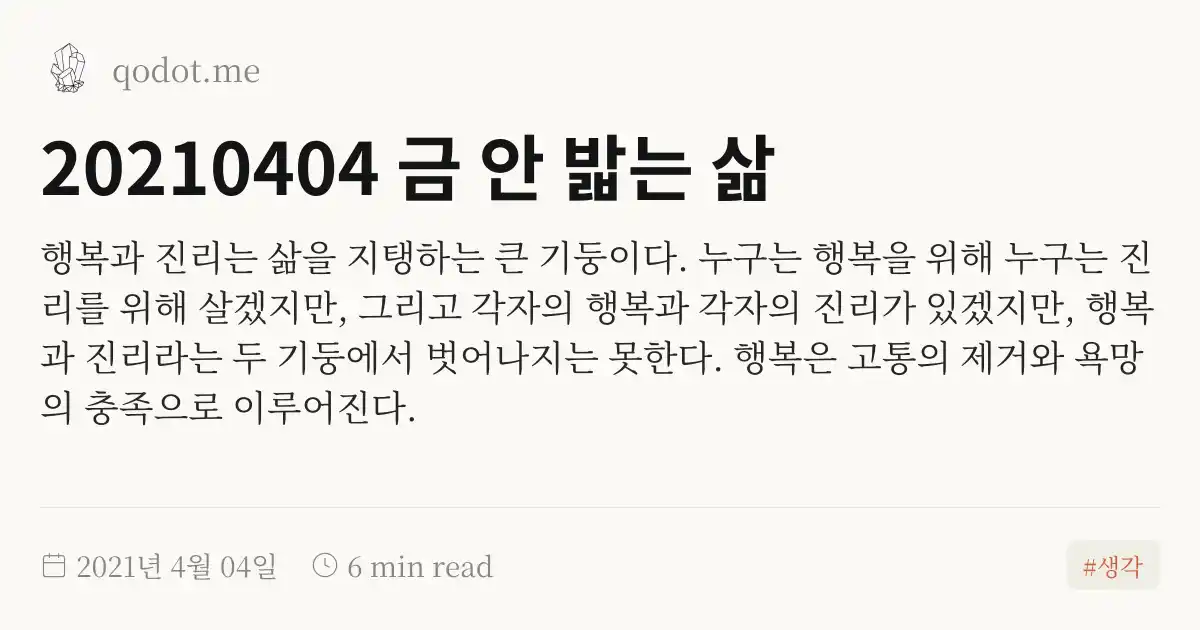 qodot.me
20210404 금 안 밟는 삶
행복과 진리는 삶을 지탱하는 큰 기둥이다. 누구는 행복을 위해 누구는 진
리를 위해 살겠지만, 그리고 각자의 행복과 각자의 진리가 있겠지만, 행복
과 진리라는 두 기둥에서 벗어나지는 못한다. 행복은 고통의 제거와 욕망
의 충족으로 이루어진다.
2021년 4월 04일 6 min read #생각